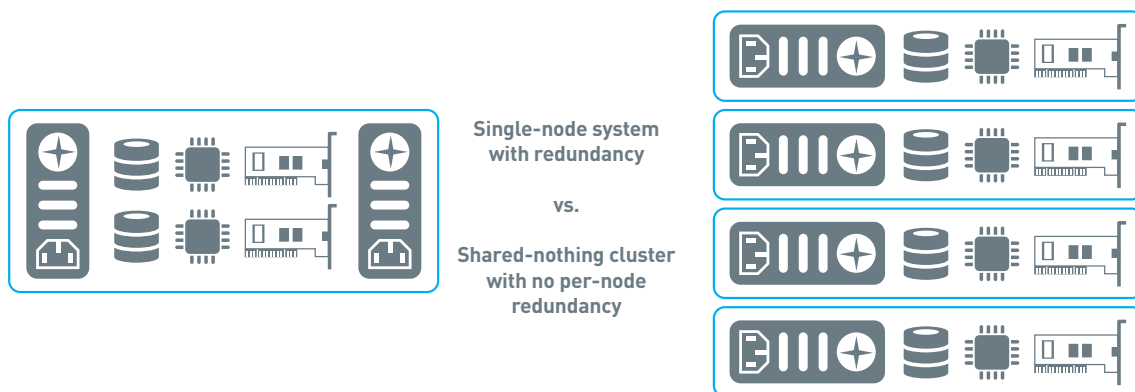 Single-node system
with redundancy
vs.
Shared-nothing cluster
with no per-node
redundancy